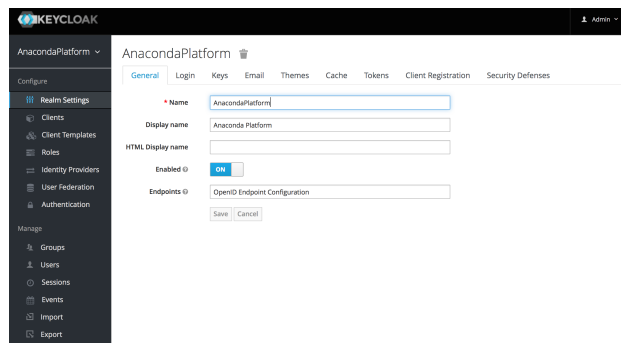 KEYCLOAK
Admin
AnacondaPlatform
Configure
Realm Settings
Clients
Client Templates
Roles
Identity Providers
User Federation
Authentication
Manage
Groups
Users
Sessions
Events
Import
Export
AnacondaPlatform
General Login Keys Email Themes Cache Tokens Client Registration Security Defenses
* Name AnacondaPlatform
Display name Anaconda Platform
HTML Display name
Enabled ON
Endpoints OpenID Endpoint Configuration
Save Cancel